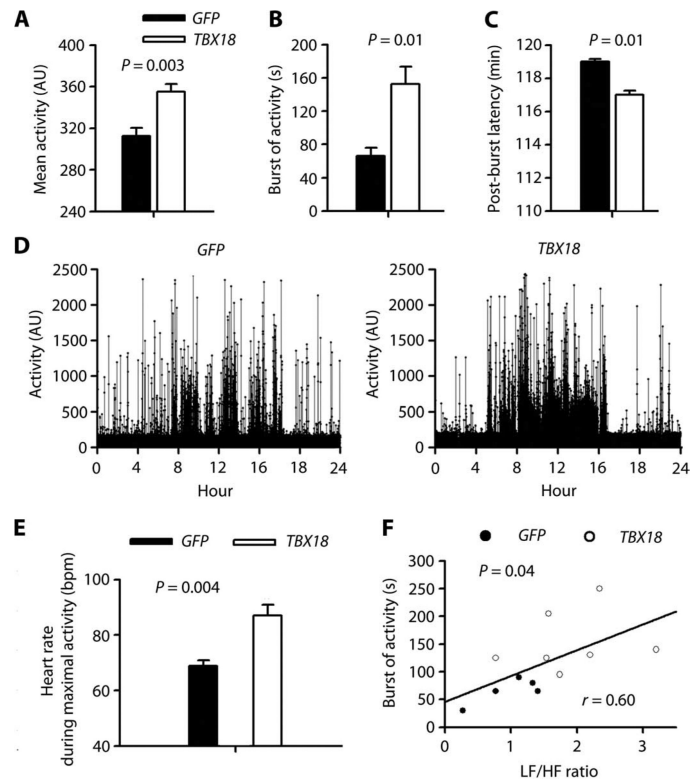 A
GFP
TBX18
Mean activity (AU)
400
360
320
280
240
P = 0.003
B
Burst of activity (s)
200
160
120
80
40
0
P = 0.01
C
Post-burst latency (min)
120
118
116
114
112
110
P = 0.01
D
GFP
Activity (AU)
2500
2000
1500
1000
500
0
0 4 8 12 16 20 24
Hour
TBX18
Activity (AU)
2500
2000
1500
1000
500
0
0 4 8 12 16 20 24
Hour
E
GFP TBX18
Heart rate
during maximal activity (bpm)
100
80
60
40
P = 0.004
F
GFP TBX18
Burst of activity (s)
300
250
200
150
100
50
0
P = 0.04
r = 0.60
0 1 2 3
LF/HF ratio